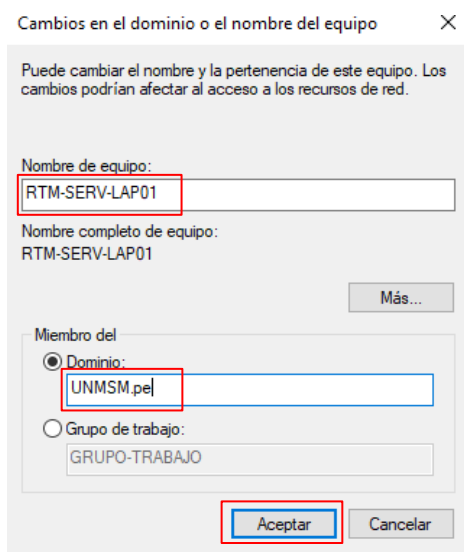 Cambios en el dominio o el nombre del equipo
Puede cambiar el nombre y la pertenencia de este equipo. Los
cambios podrían afectar al acceso a los recursos de red.
Nombre de equipo:
RTM-SERV-LAP01
Nombre completo de equipo:
RTM-SERV-LAP01
Más...
Miembro del
Dominio:
UNMSM.pe
Grupo de trabajo:
GRUPO-TRABAJO
Aceptar Cancelar